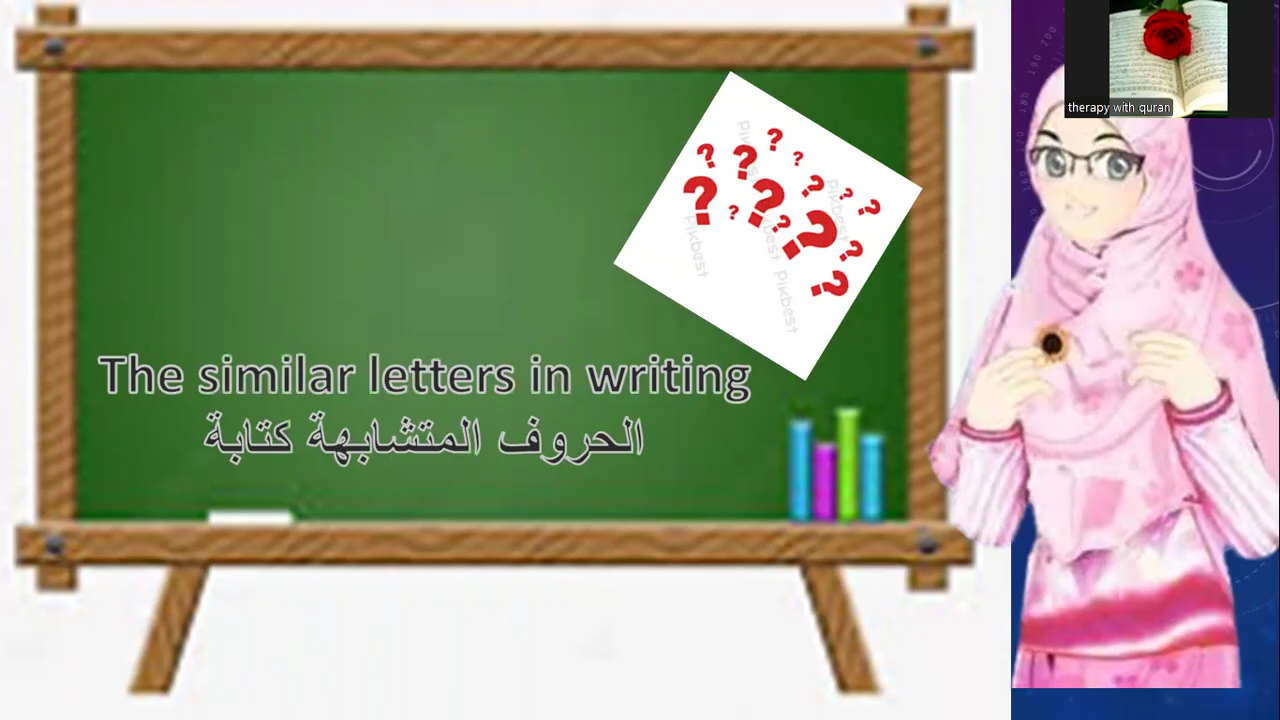 therapy with quran
The similar letters in writing
الحروف المتشابهة كتابة